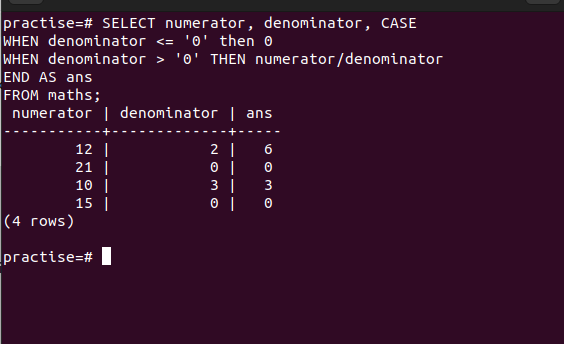 practise=# SELECT numerator, denominator, CASE
WHEN denominator <= '0' then 0
WHEN denominator > '0' THEN numerator/denominator
END AS ans
FROM maths;
 numerator | denominator | ans
-----------+-------------+-----
        12 |           2 |   6
        21 |           0 |   0
        10 |           3 |   3
        15 |           0 |   0
(4 rows)
practise=#